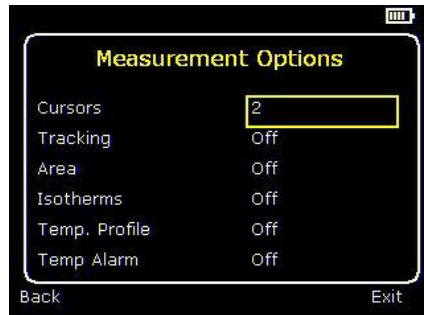 Measurement Options
Cursors 2
Tracking Off
Area Off
Isotherms Off
Temp. Profile Off
Temp Alarm Off
Back Exit